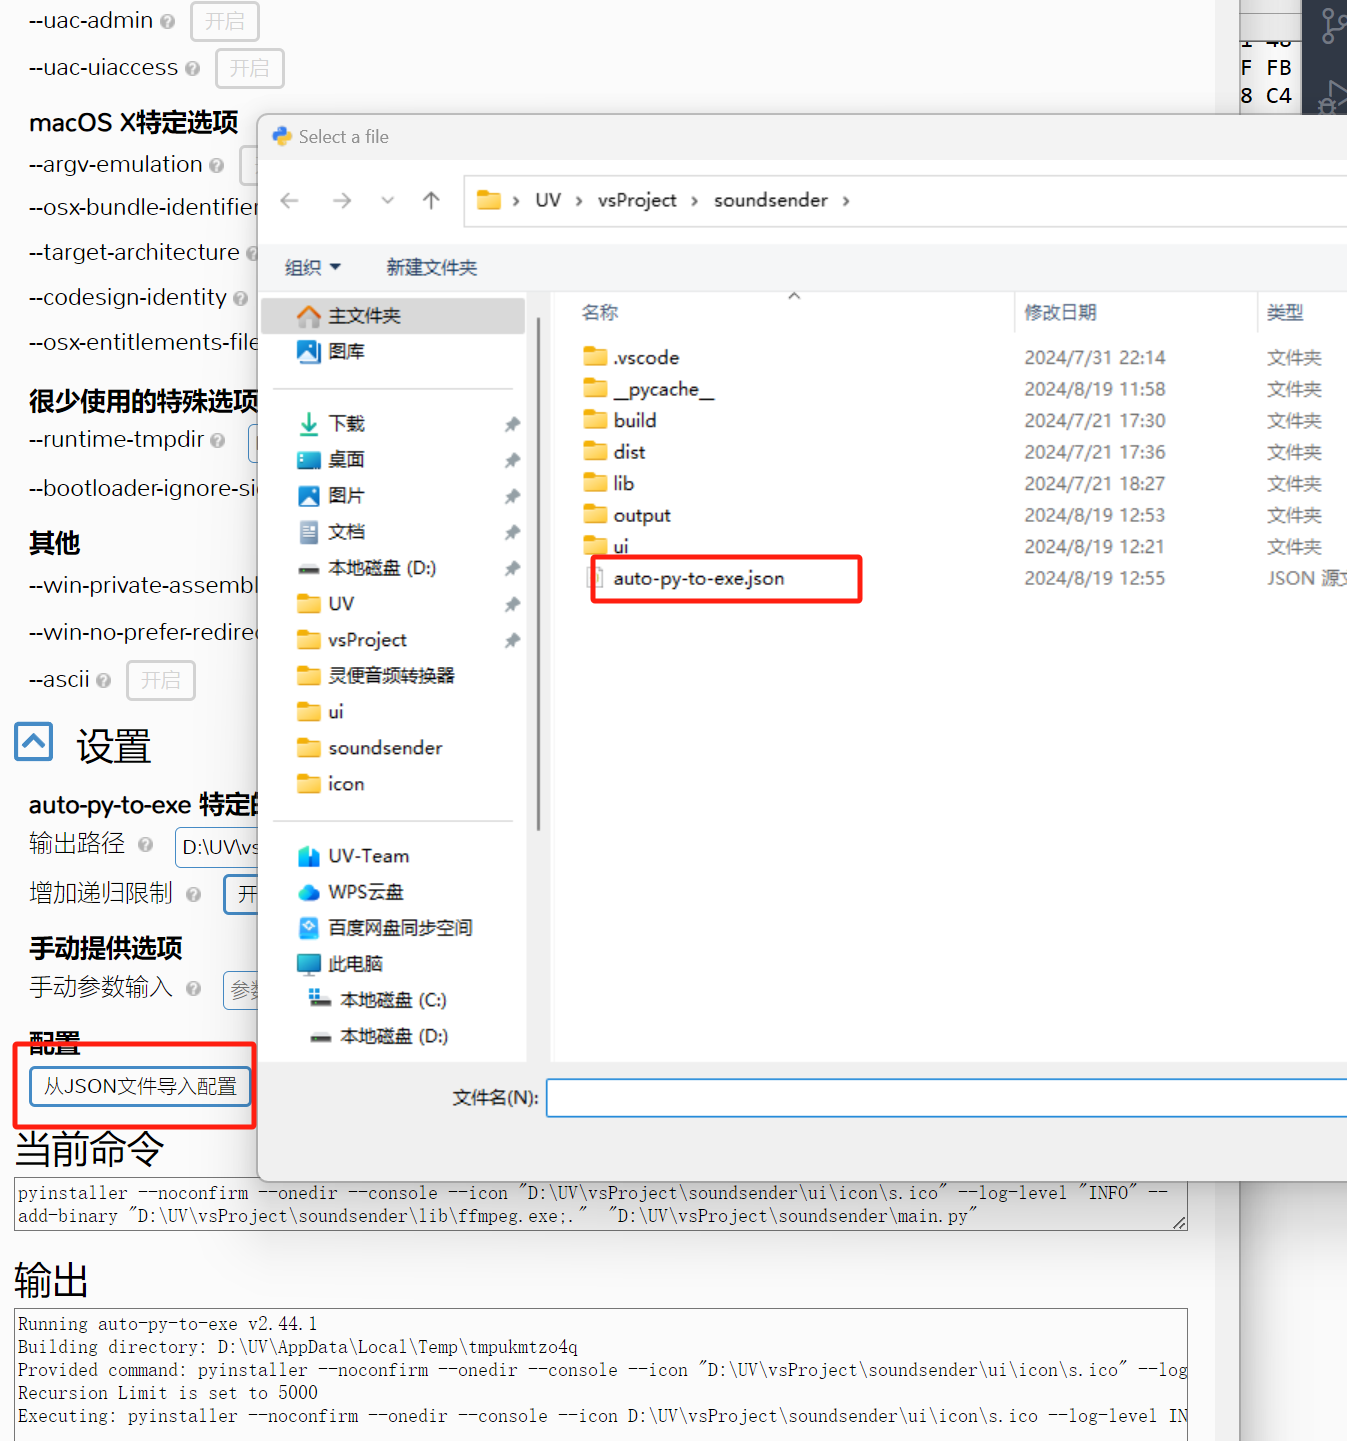 --uac-admin 开启
--uac-uiaccess 开启
macOS X特定选项
--argv-emulation
--osx-bundle-identifier
--target-architecture
--codesign-identity
--osx-entitlements-file
很少使用的特殊选项
--runtime-tmpdir
--bootloader-ignore-si
其他
--win-private-assembl
--win-no-prefer-redirec
--ascii 开启
设置
auto-py-to-exe 特定的
输出路径 D:\UV\vs
增加递归限制 开
手动提供选项
手动参数输入 参数
配置
从JSON文件导入配置
F FB
8 C4
Select a file
UV › vsProject › soundsender ›
组织 新建文件夹
主文件夹
图库
下载
桌面
图片
文档
本地磁盘 (D:)
UV
vsProject
灵便音频转换器
ui
soundsender
icon
UV-Team
WPS云盘
百度网盘同步空间
此电脑
本地磁盘 (C:)
本地磁盘 (D:)
名称 修改日期 类型
.vscode 2024/7/31 22:14 文件夹
__pycache__ 2024/8/19 11:58 文件夹
build 2024/7/21 17:30 文件夹
dist 2024/7/21 17:36 文件夹
lib 2024/7/21 18:27 文件夹
output 2024/8/19 12:53 文件夹
ui 2024/8/19 12:21 文件夹
auto-py-to-exe.json 2024/8/19 12:55 JSON 源文
文件名(N):
当前命令
pyinstaller --noconfirm --onedir --console --icon "D:\UV\vsProject\soundsender\ui\icon\s.ico" --log-level "INFO" --
add-binary "D:\UV\vsProject\soundsender\lib\ffmpeg.exe;." "D:\UV\vsProject\soundsender\main.py"
输出
Running auto-py-to-exe v2.44.1
Building directory: D:\UV\AppData\Local\Temp\tmpukmtzo4q
Provided command: pyinstaller --noconfirm --onedir --console --icon "D:\UV\vsProject\soundsender\ui\icon\s.ico" --log
Recursion Limit is set to 5000
Executing: pyinstaller --noconfirm --onedir --console --icon D:\UV\vsProject\soundsender\ui\icon\s.ico --log-level IN